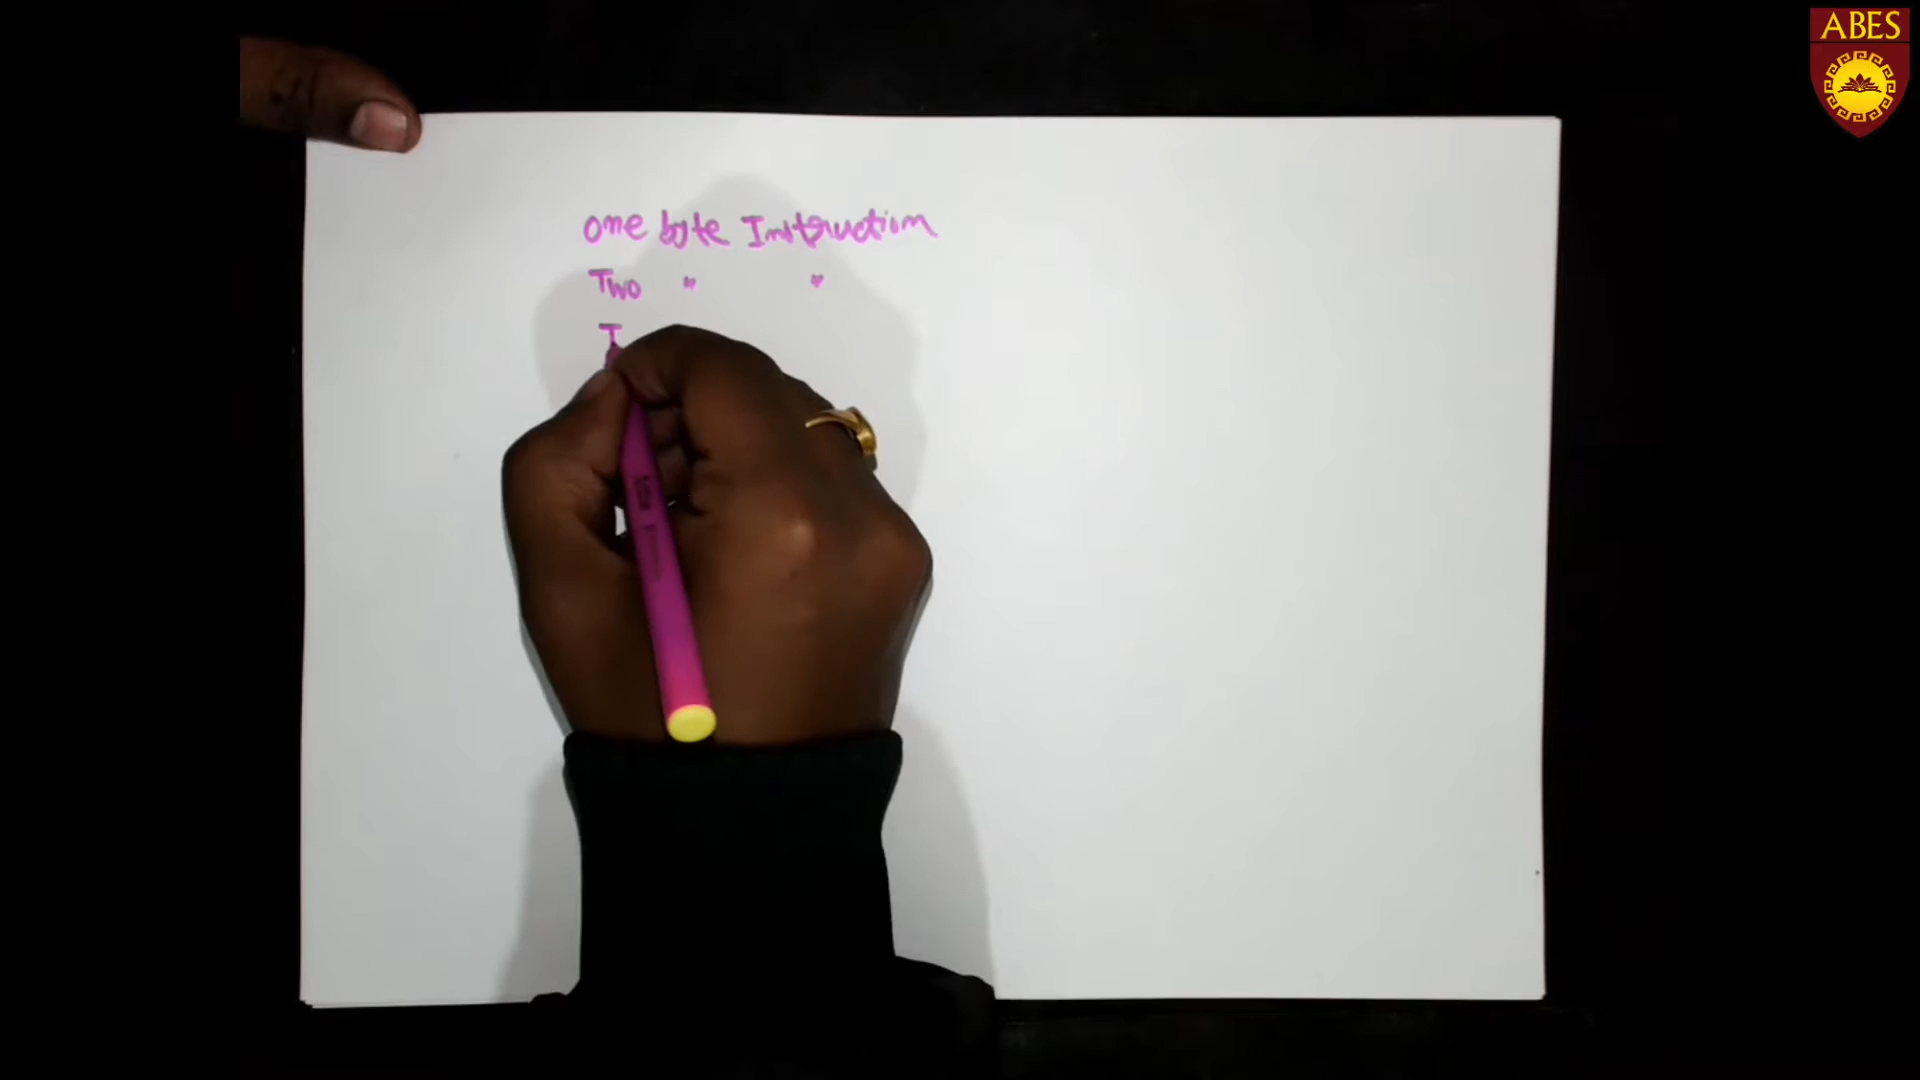 ABES
One byte Instruction
Two " "
T